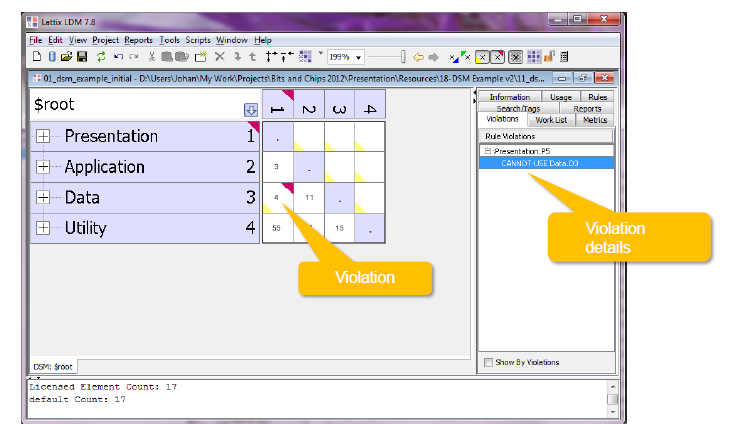 Lattix LDM 7.8
File Edit View Project Reports Tools Scripts Window Help
199%
01_dsm_example_initial - D:\Users\Johan\My Work\Projects\Bits and Chips 2012\Presentation\Resources\18-DSM Example v2\11_ds...
$root
1 2 3 4
Presentation 1 .
Application 2 3 .
Data 3 4 11 .
Utility 4 55 15 .
Information Usage Rules
Search/Tags Reports
Violations Work List Metrics
Rule Violations
Presentation.P5
CANNOT-USE Data.D3
Violation
details
Violation
Show By Violations
DSM: $root
Licensed Element Count: 17
default Count: 17